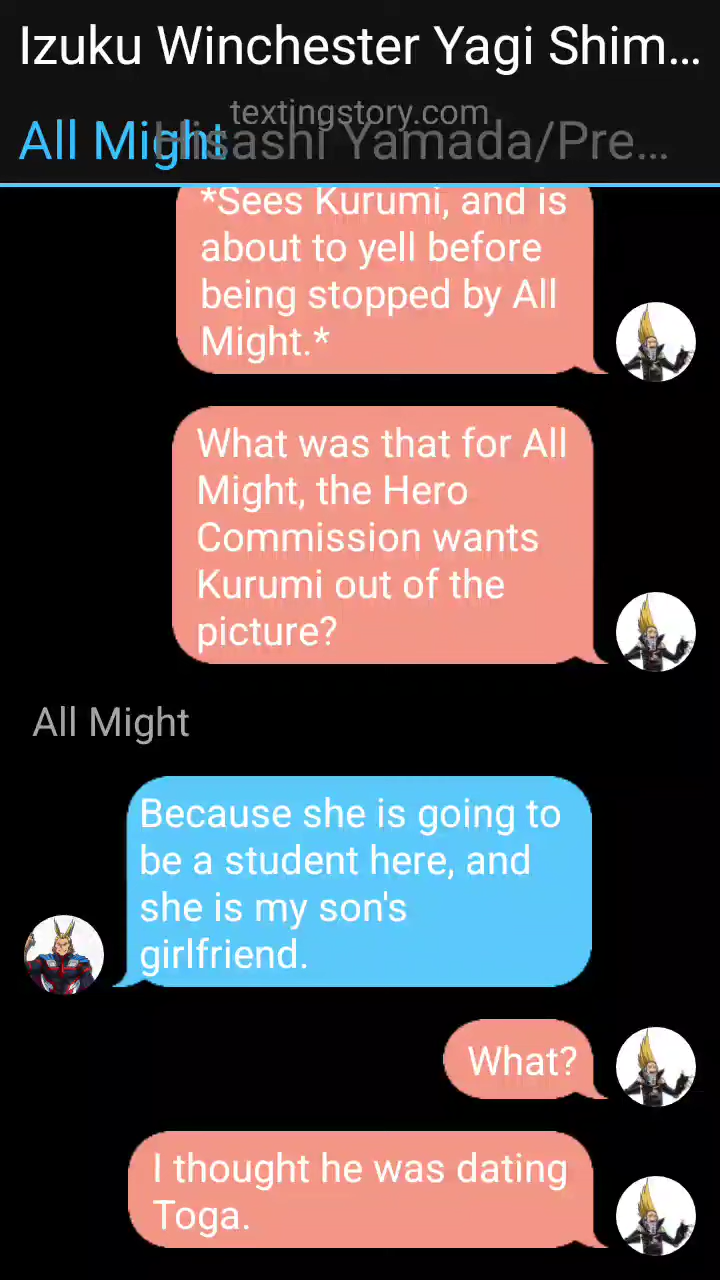 Izuku Winchester Yagi Shim...
textingstory.com
All Might
Hisashi Yamada/Pre...
*Sees Kurumi, and is
about to yell before
being stopped by All
Might.*
What was that for All
Might, the Hero
Commission wants
Kurumi out of the
picture?
All Might
Because she is going to
be a student here, and
she is my son's
girlfriend.
What?
I thought he was dating
Toga.